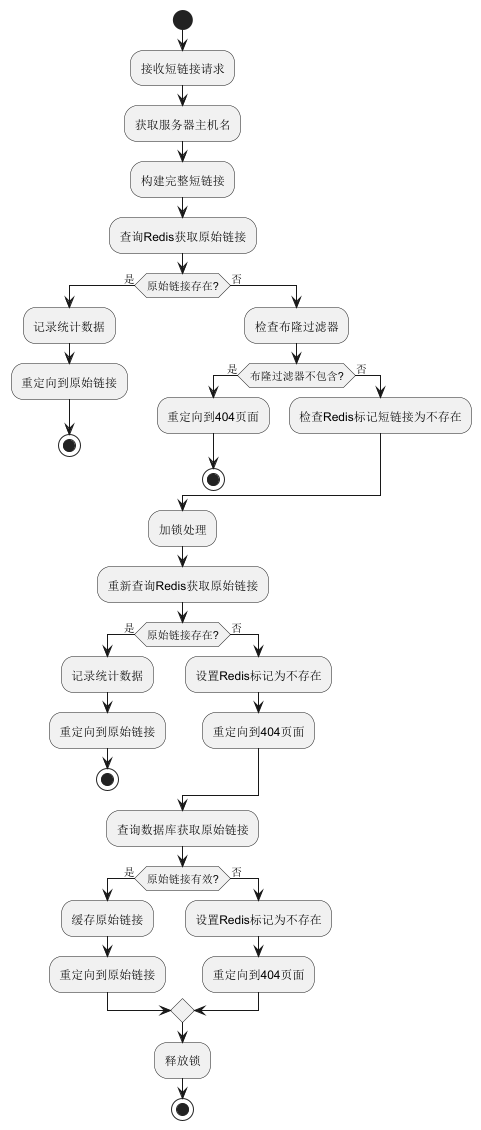 接收短链接请求
获取服务器主机名
构建完整短链接
查询Redis获取原始链接
是
原始链接存在?
否
记录统计数据
重定向到原始链接
检查布隆过滤器
是
布隆过滤器不包含?
否
重定向到404页面
检查Redis标记短链接为不存在
加锁处理
重新查询Redis获取原始链接
是
原始链接存在?
否
记录统计数据
重定向到原始链接
设置Redis标记为不存在
重定向到404页面
查询数据库获取原始链接
是
原始链接有效?
否
缓存原始链接
重定向到原始链接
设置Redis标记为不存在
重定向到404页面
释放锁